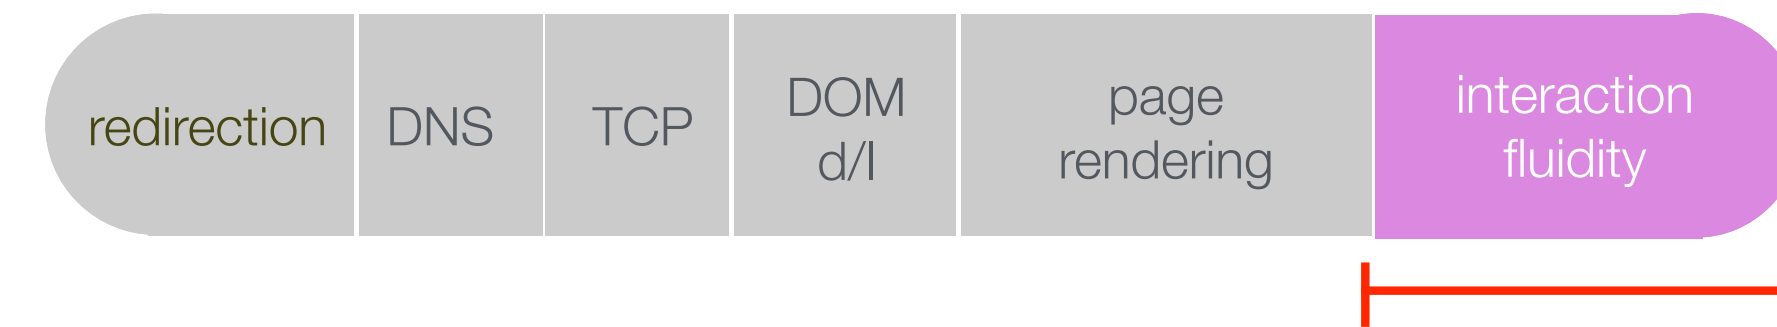 redirection
DNS
TCP
DOM
d/l
page
rendering
interaction
fluidity